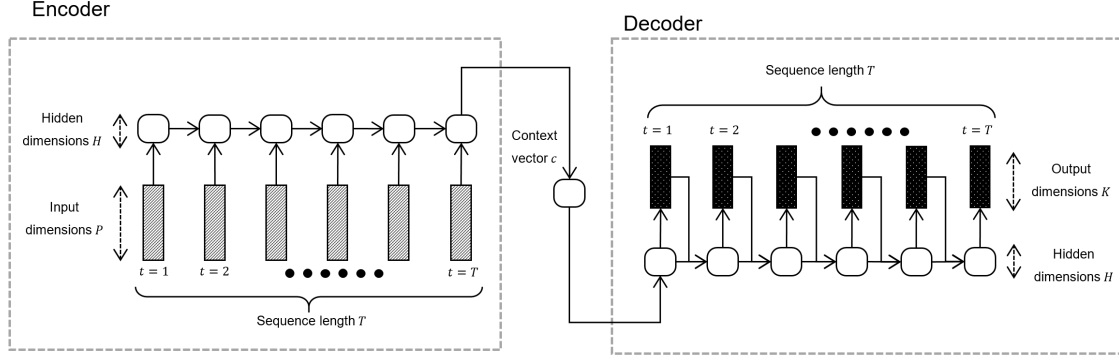 Encoder
Hidden
dimensions H
Input
dimensions P
t = 1
t = 2
t = T
Sequence length T
Context
vector c
Decoder
Sequence length T
t = 1
t = 2
t = T
Output
dimensions K
Hidden
dimensions H